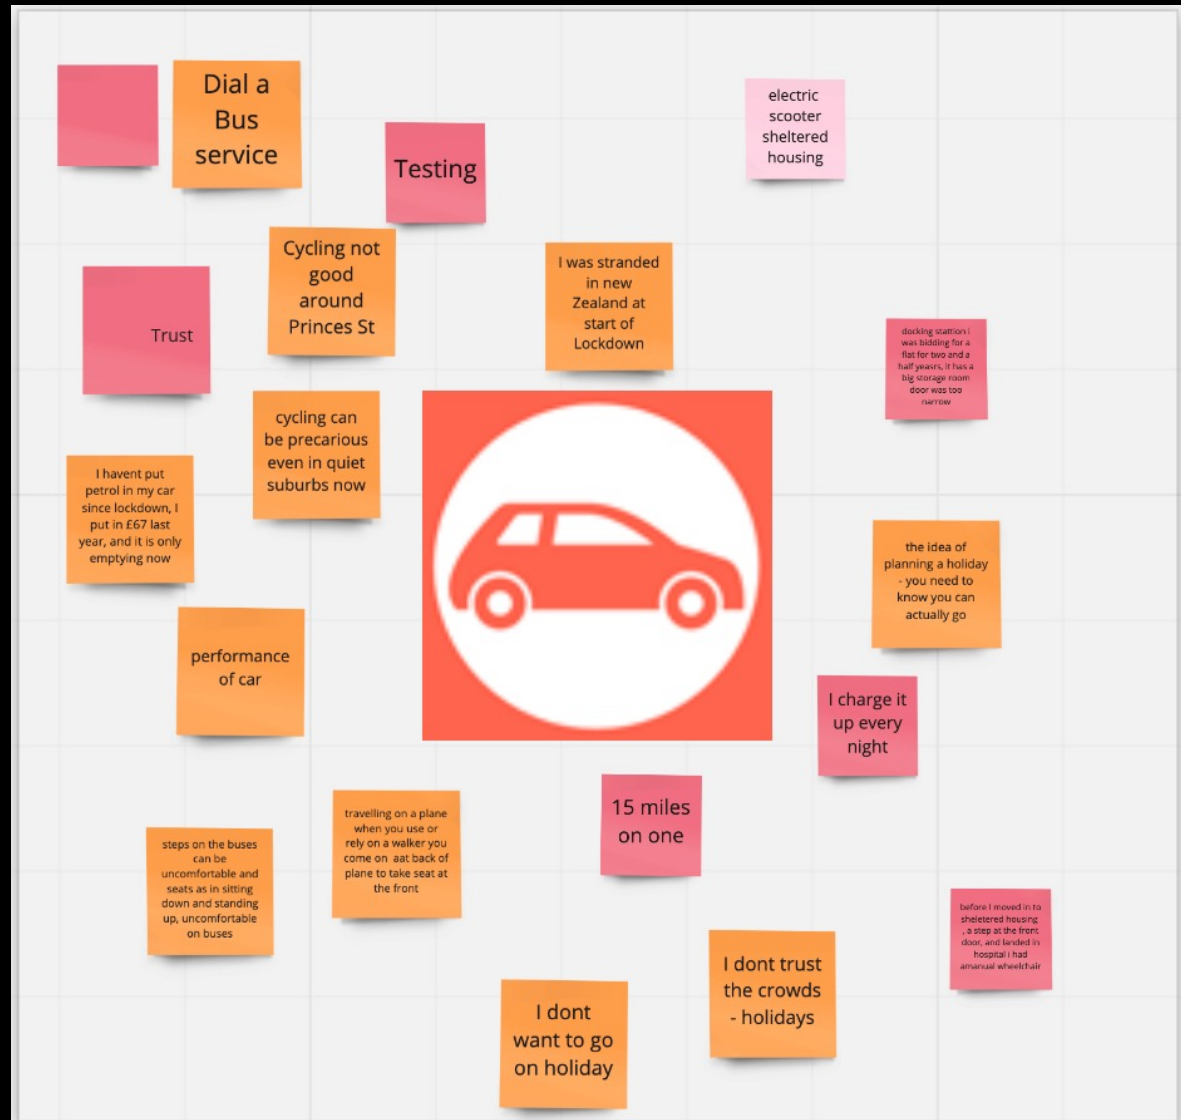 Dial a
Bus
service
Testing
electric
scooter
sheltered
housing
Trust
Cycling not
good
around
Princes St
I was stranded
in new
Zealand at
start of
Lockdown
docking stattion i
was bidding for a
flat for two and a
half yeasrs, it has a
big storage room
door was too
narrow
cycling can
be precarious
even in quiet
suburbs now
I havent put
petrol in my car
since lockdown, I
put in £67 last
year, and it is only
emptying now
the idea of
planning a holiday
- you need to
know you can
actually go
performance
of car
I charge it
up every
night
15 miles
on one
travelling on a plane
when you use or
rely on a walker you
come on aat back of
plane to take seat at
the front
steps on the buses
can be
uncomfortable and
seats as in sitting
down and standing
up, uncomfortable
on buses
before I moved in to
sheletered housing
, a step at the front
door, and landed in
hospital i had
amanual wheelchair
I dont trust
the crowds
- holidays
I dont
want to go
on holiday